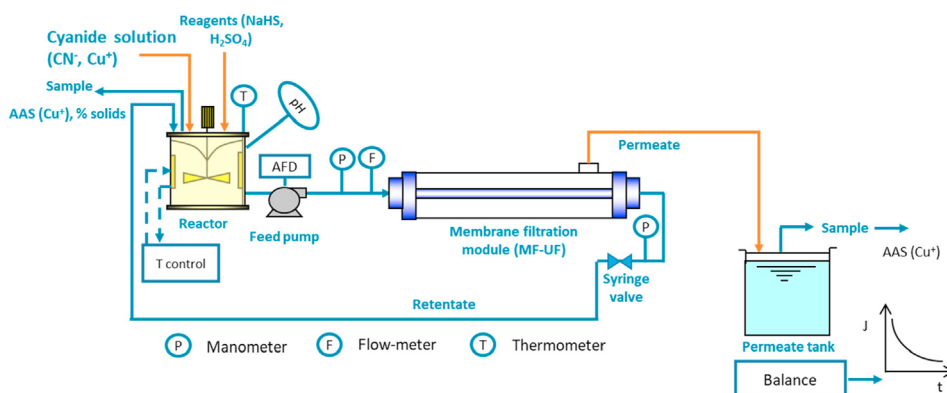 Reagents (NaHS,
H₂SO₄)
Cyanide solution
(CN⁻, Cu⁺)
Sample
AAS (Cu⁺), % solids
T
pH
AFD
P
F
Permeate
Reactor
Feed pump
Membrane filtration
module (MF-UF)
P
T control
Syringe
valve
Retentate
Sample
AAS (Cu⁺)
P Manometer
F Flow-meter
T Thermometer
Permeate tank
Balance
J
t